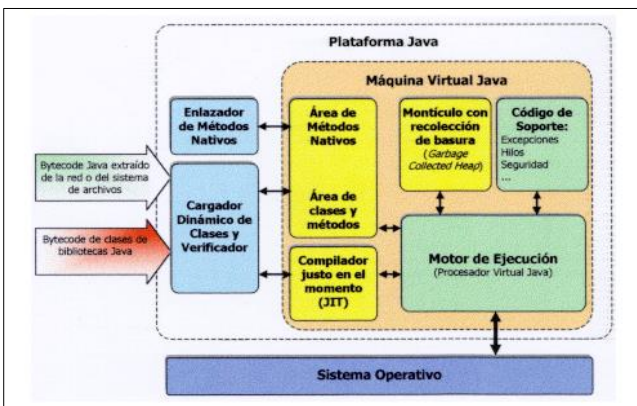 Plataforma Java
Máquina Virtual Java
Enlazador
de Métodos
Nativos
Área de
Métodos
Nativos
Área de
clases y
métodos
Montículo con
recolección
de basura
(Garbage
Collected Heap)
Código de
Soporte:
Excepciones
Hilos
Seguridad
...
Bytecode Java extraído
de la red o del sistema
de archivos
Bytecode de clases de
bibliotecas Java
Cargador
Dinámico de
Clases y
Verificador
Compilador
justo en el
momento
(JIT)
Motor de Ejecución
(Procesador Virtual Java)
Sistema Operativo